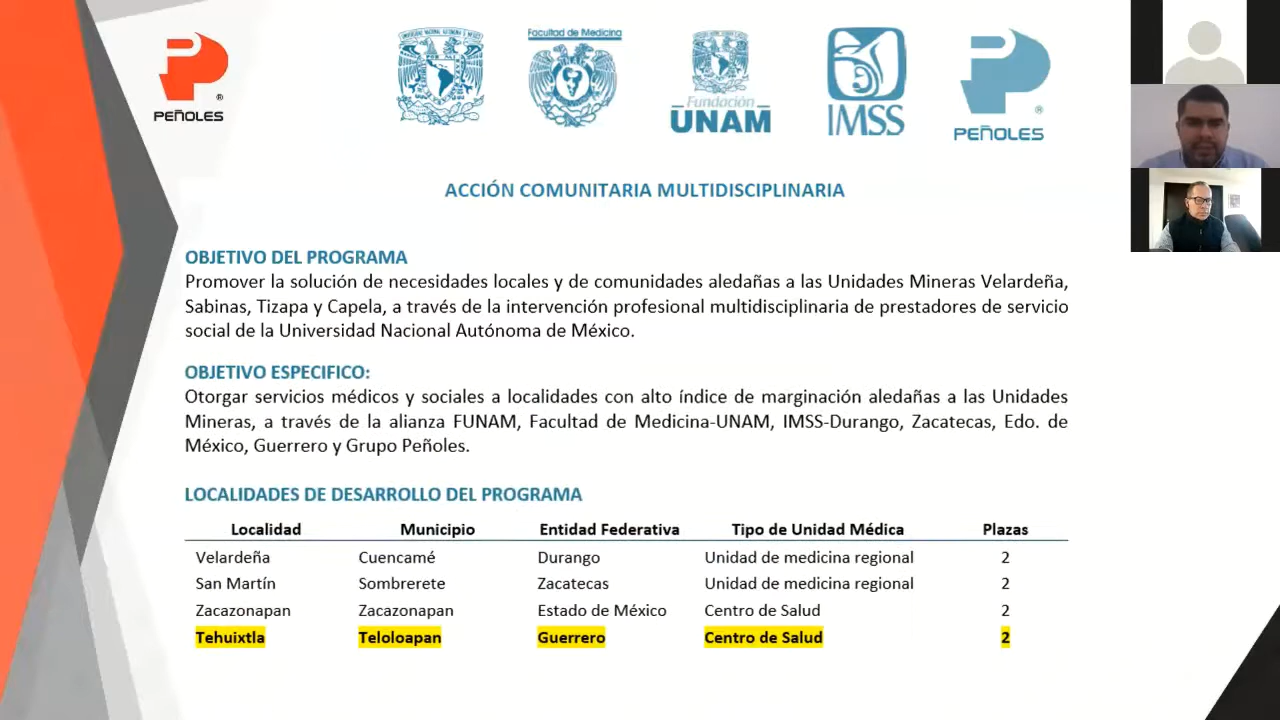 PEÑOLES
Facultad de Medicina
Fundación
UNAM
IMSS
PEÑOLES
ACCIÓN COMUNITARIA MULTIDISCIPLINARIA
OBJETIVO DEL PROGRAMA
Promover la solución de necesidades locales y de comunidades aledañas a las Unidades Mineras Velardeña,
Sabinas, Tizapa y Capela, a través de la intervención profesional multidisciplinaria de prestadores de servicio
social de la Universidad Nacional Autónoma de México.
OBJETIVO ESPECIFICO:
Otorgar servicios médicos y sociales a localidades con alto índice de marginación aledañas a las Unidades
Mineras, a través de la alianza FUNAM, Facultad de Medicina-UNAM, IMSS-Durango, Zacatecas, Edo. de
México, Guerrero y Grupo Peñoles.
LOCALIDADES DE DESARROLLO DEL PROGRAMA
Localidad Municipio Entidad Federativa Tipo de Unidad Médica Plazas
Velardeña Cuencamé Durango Unidad de medicina regional 2
San Martín Sombrerete Zacatecas Unidad de medicina regional 2
Zacazonapan Zacazonapan Estado de México Centro de Salud 2
Tehuixtla Teloloapan Guerrero Centro de Salud 2